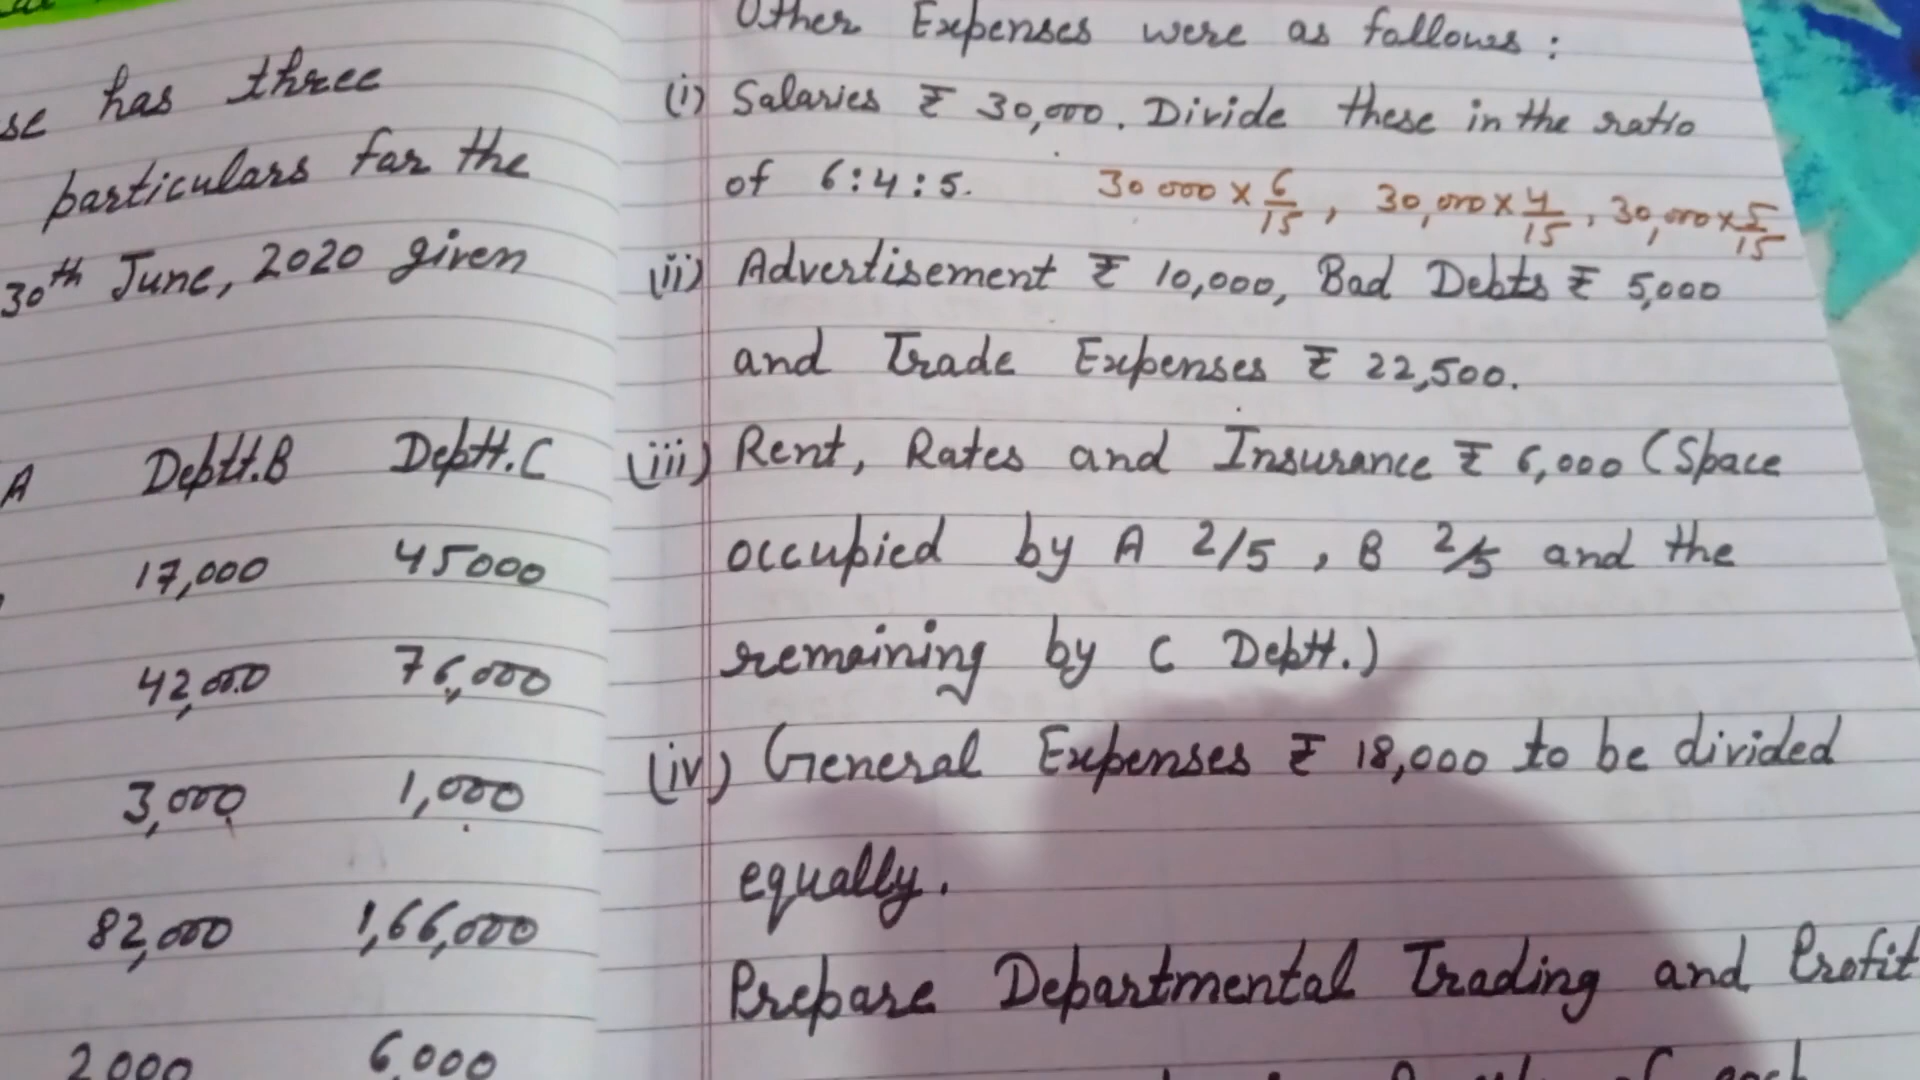 se has three
particulars for the
30th June, 2020 given
A Deptt.B Deptt.C
17,000 45000
42,000 76,000
3,000 1,000
82,000 1,66,000
2000 6,000
Other Expenses were as follows :
(i) Salaries ₹ 30,000. Divide these in the ratio
of 6:4:5. 30000 × 6/15, 30,000 × 4/15, 30,000 × 5/15
(ii) Advertisement ₹ 10,000, Bad Debts ₹ 5,000
and Trade Expenses ₹ 22,500.
(iii) Rent, Rates and Insurance ₹ 6,000 (Space
occupied by A 2/5, B 2/5 and the
remaining by C Deptt.)
(iv) General Expenses ₹ 18,000 to be divided
equally.
Prepare Departmental Trading and Profit